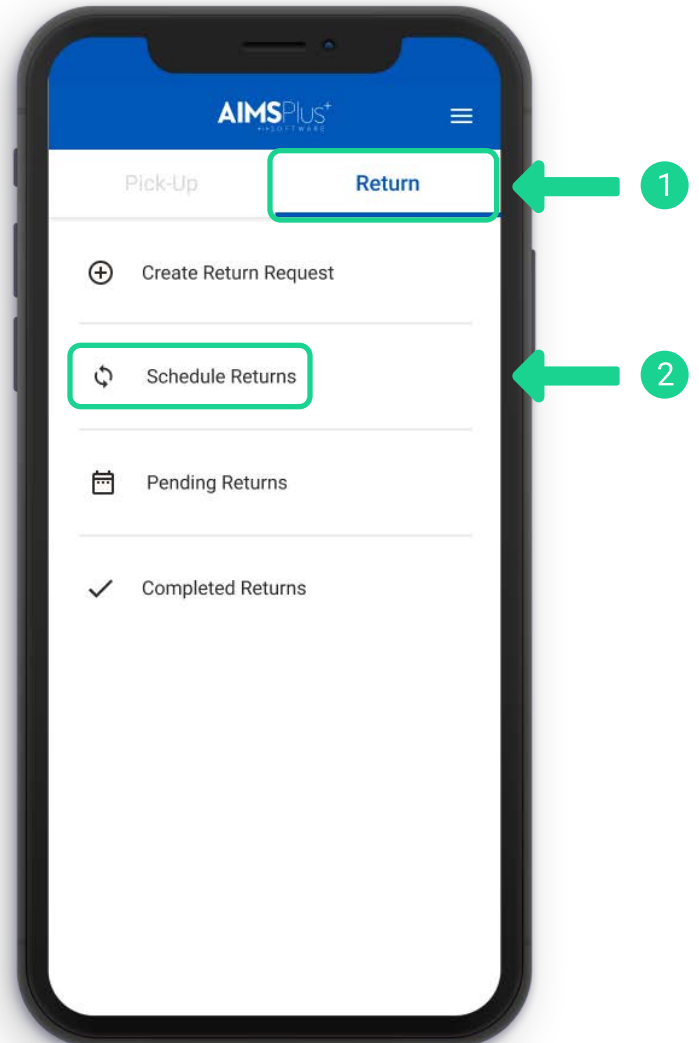 AIMSPlus+
SOFTWARE
Pick-Up
Return
1
Create Return Request
Schedule Returns
2
Pending Returns
Completed Returns